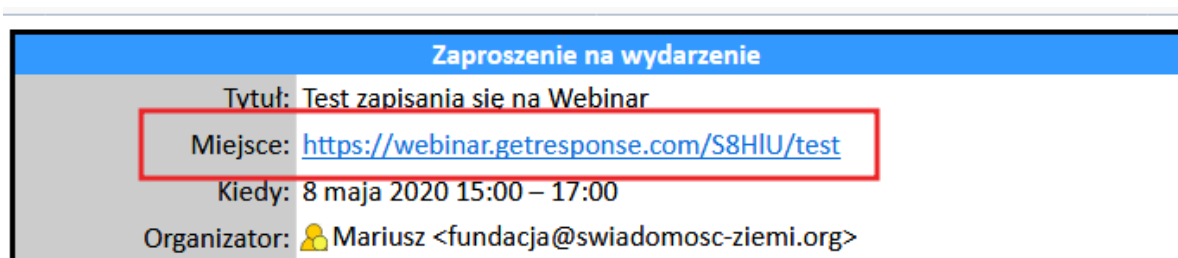 Zaproszenie na wydarzenie
Tytuł: Test zapisania się na Webinar
Miejsce: https://webinar.getresponse.com/S8HlU/test
Kiedy: 8 maja 2020 15:00 – 17:00
Organizator: Mariusz <fundacja@swiadomosc-ziemi.org>